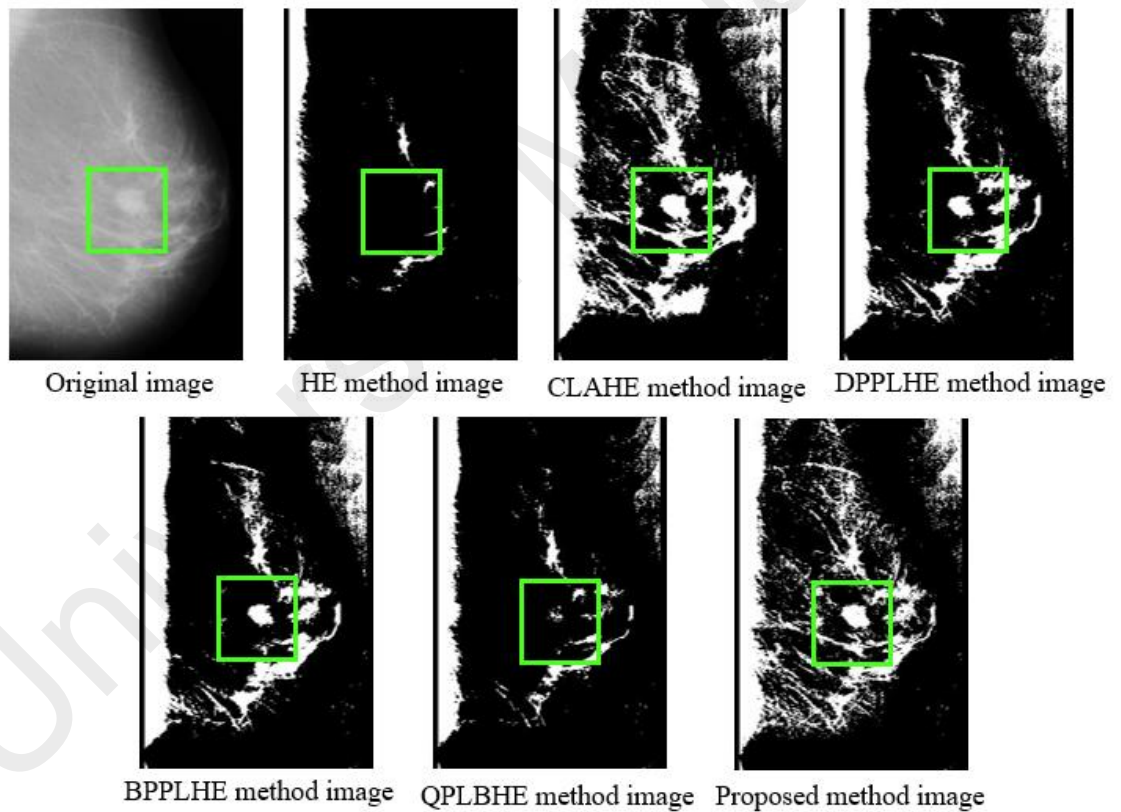 Original image
HE method image
CLAHE method image
DPPLHE method image
BPPLHE method image
QPLBHE method image
Proposed method image